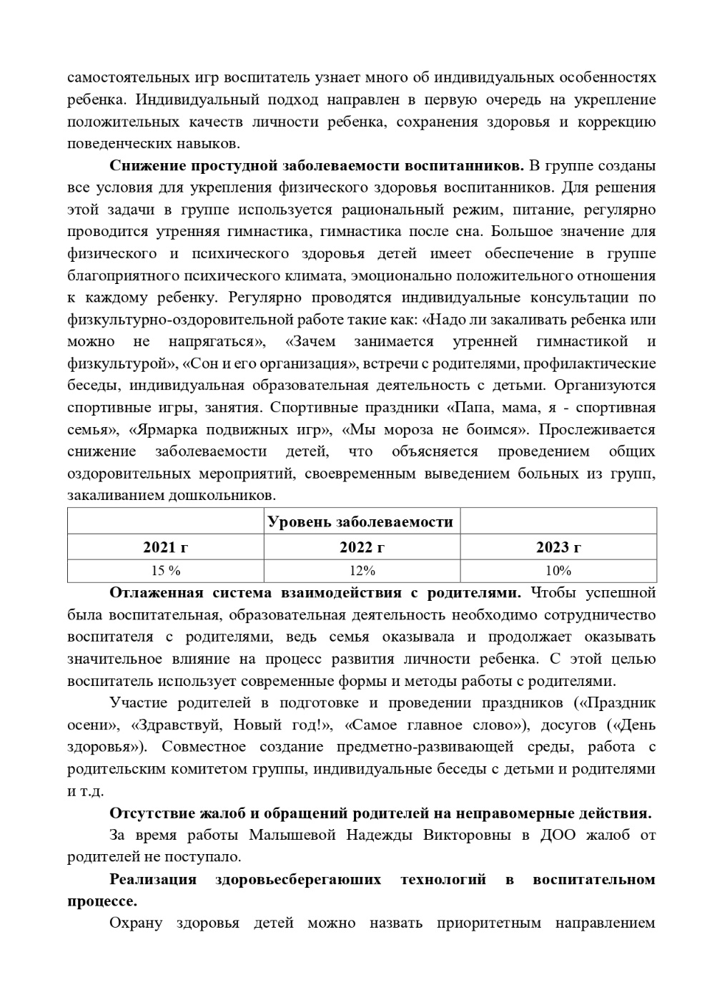 самостоятельных игр воспитатель узнает много об индивидуальных особенностях
ребенка. Индивидуальный подход направлен в первую очередь на укрепление
положительных качеств личности ребенка, сохранения здоровья и коррекцию
поведенческих навыков.
Снижение простудной заболеваемости воспитанников. В группе созданы
все условия для укрепления физического здоровья воспитанников. Для решения
этой задачи в группе используется рациональный режим, питание, регулярно
проводится утренняя гимнастика, гимнастика после сна. Большое значение для
физического и психического здоровья детей имеет обеспечение в группе
благоприятного психического климата, эмоционально положительного отношения
к каждому ребенку. Регулярно проводятся индивидуальные консультации по
физкультурно-оздоровительной работе такие как: «Надо ли закаливать ребенка или
можно не напрягаться», «Зачем занимается утренней гимнастикой и
физкультурой», «Сон и его организация», встречи с родителями, профилактические
беседы, индивидуальная образовательная деятельность с детьми. Организуются
спортивные игры, занятия. Спортивные праздники «Папа, мама, я - спортивная
семья», «Ярмарка подвижных игр», «Мы мороза не боимся». Прослеживается
снижение заболеваемости детей, что объясняется проведением общих
оздоровительных мероприятий, своевременным выведением больных из групп,
закаливанием дошкольников.
Уровень заболеваемости
2021 г 2022 г 2023 г
15 % 12% 10%
Отлаженная система взаимодействия с родителями. Чтобы успешной
была воспитательная, образовательная деятельность необходимо сотрудничество
воспитателя с родителями, ведь семья оказывала и продолжает оказывать
значительное влияние на процесс развития личности ребенка. С этой целью
воспитатель использует современные формы и методы работы с родителями.
Участие родителей в подготовке и проведении праздников («Праздник
осени», «Здравствуй, Новый год!», «Самое главное слово»), досугов («День
здоровья»). Совместное создание предметно-развивающей среды, работа с
родительским комитетом группы, индивидуальные беседы с детьми и родителями
и т.д.
Отсутствие жалоб и обращений родителей на неправомерные действия.
За время работы Малышевой Надежды Викторовны в ДОО жалоб от
родителей не поступало.
Реализация здоровьесберегаюших технологий в воспитательном
процессе.
Охрану здоровья детей можно назвать приоритетным направлением